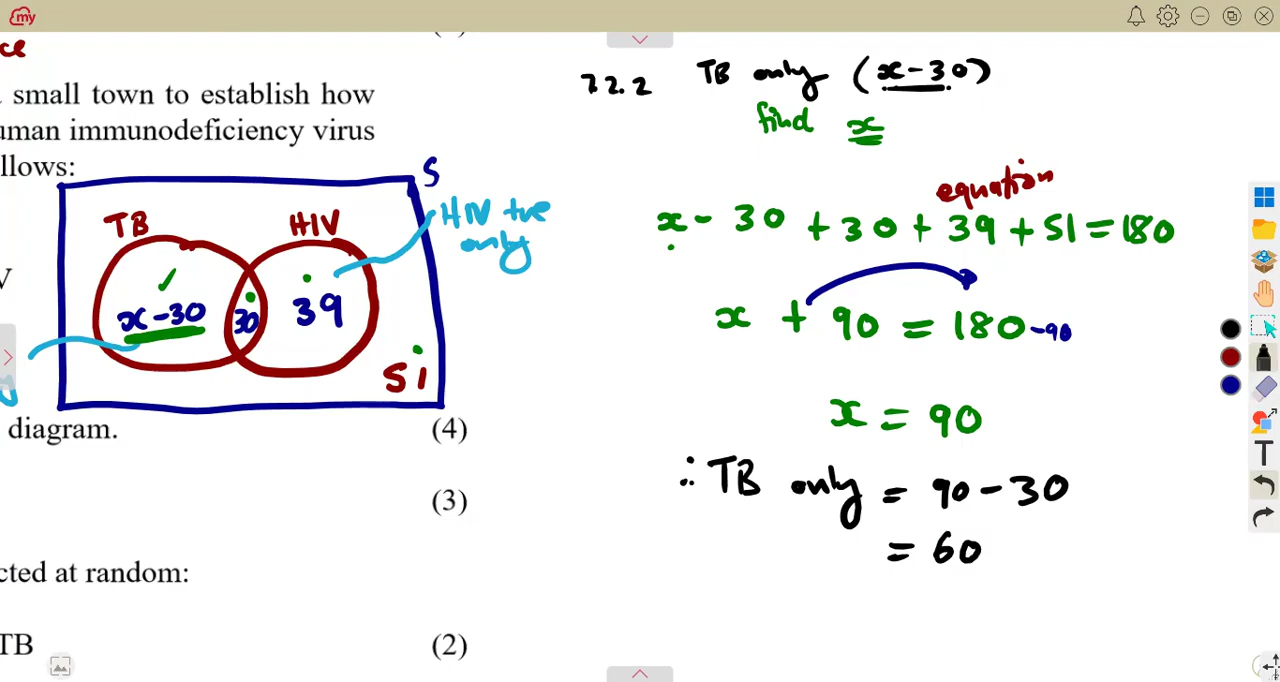 my
ce
small town to establish how
uman immunodeficiency virus
llows:
S
TB
HIV
HIV +ve
only
V
x-30
30
39
51
diagram.
(4)
(3)
cted at random:
TB
(2)
7.2.2 TB only (x-30)
find x
equation
x - 30 + 30 + 39 + 51 = 180
x + 90 = 180 -90
x = 90
∴ TB only = 90 - 30
= 60
T